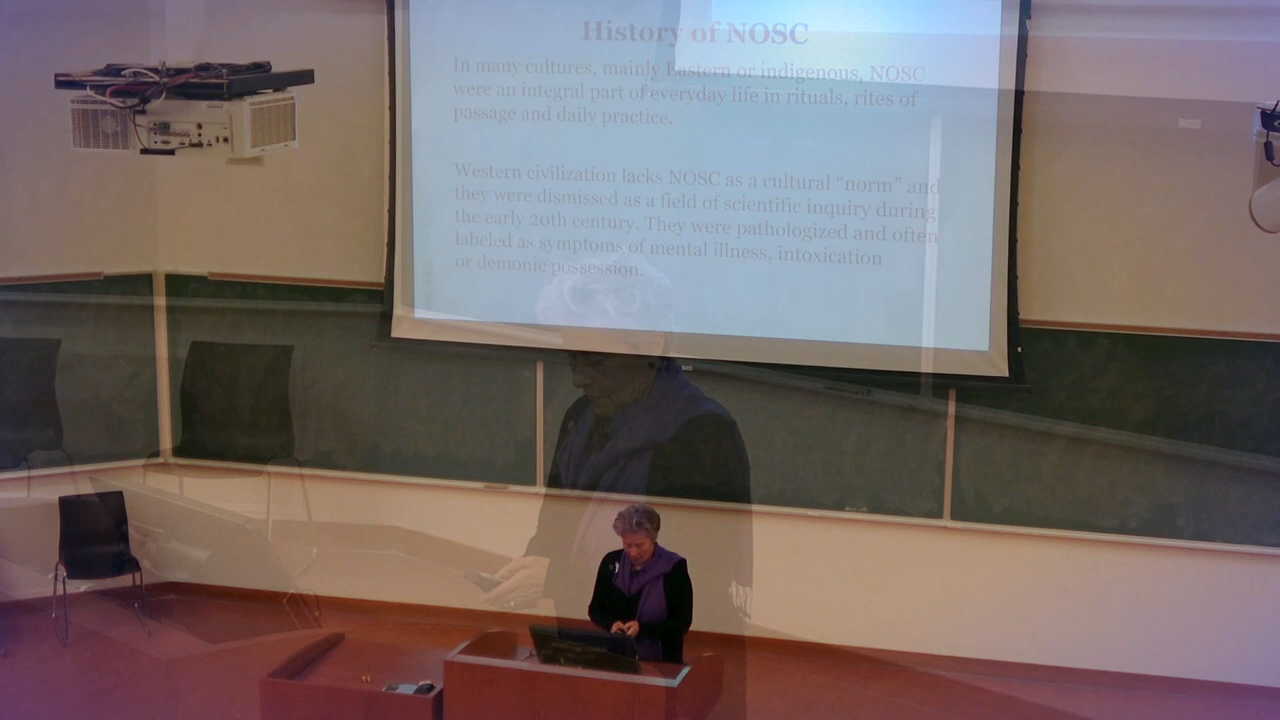 History of NOSC
In many cultures, mainly Eastern or indigenous, NOSC
were an integral part of everyday life in rituals, rites of
passage and daily practice.
Western civilization lacks NOSC as a cultural “norm” and
they were dismissed as a field of scientific inquiry during
the early 20th century. They were pathologized and often
labeled as symptoms of mental illness, intoxication
or demonic possession.